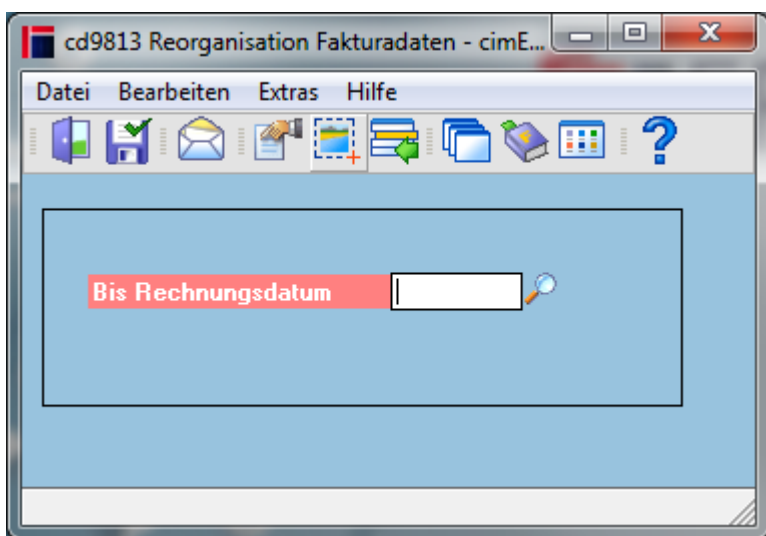 cd9813 Reorganisation Fakturadaten - cimE...
Datei Bearbeiten Extras Hilfe
Bis Rechnungsdatum